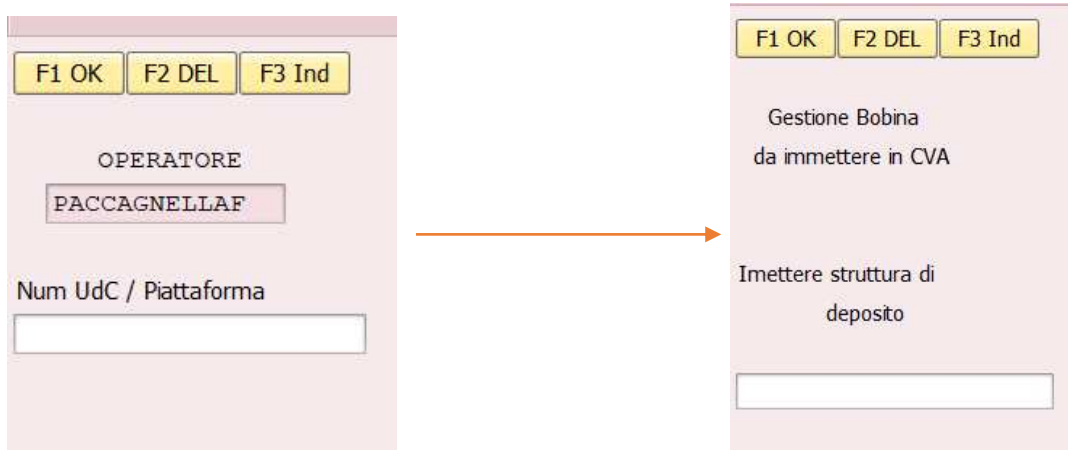 F1 OK F2 DEL F3 Ind
OPERATORE
PACCAGNELLAF
Num UdC / Piattaforma
F1 OK F2 DEL F3 Ind
Gestione Bobina
da immettere in CVA
Imettere struttura di
deposito